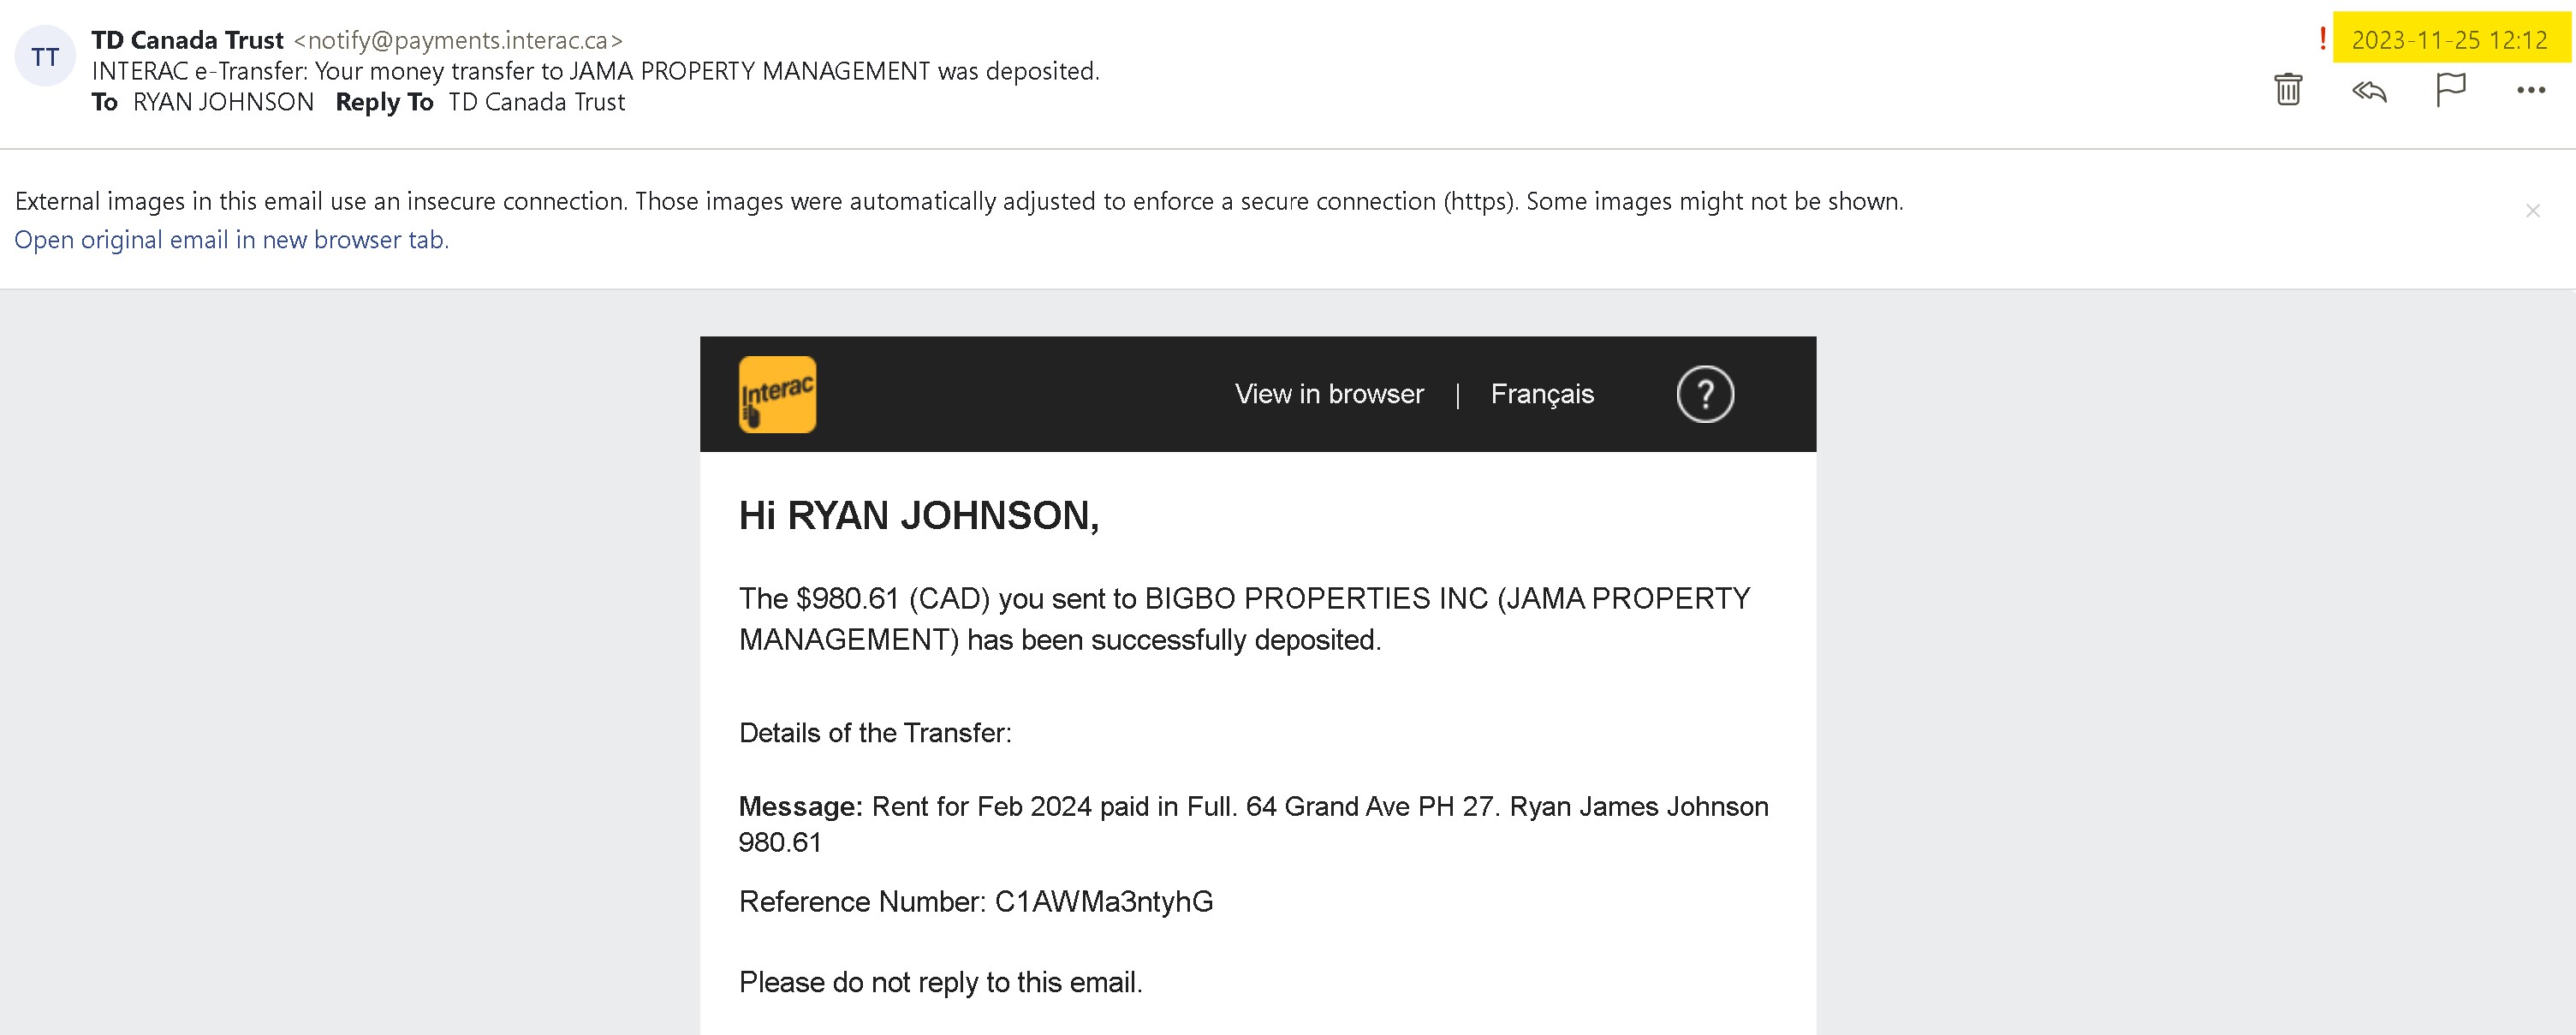 TT
TD Canada Trust <notify@payments.interac.ca>
! 2023-11-25 12:12
INTERAC e-Transfer: Your money transfer to JAMA PROPERTY MANAGEMENT was deposited.
To RYAN JOHNSON Reply To TD Canada Trust
External images in this email use an insecure connection. Those images were automatically adjusted to enforce a secure connection (https). Some images might not be shown.
Open original email in new browser tab.
Interac
View in browser | Français ?
Hi RYAN JOHNSON,
The $980.61 (CAD) you sent to BIGBO PROPERTIES INC (JAMA PROPERTY
MANAGEMENT) has been successfully deposited.
Details of the Transfer:
Message: Rent for Feb 2024 paid in Full. 64 Grand Ave PH 27. Ryan James Johnson
980.61
Reference Number: C1AWMa3ntyhG
Please do not reply to this email.